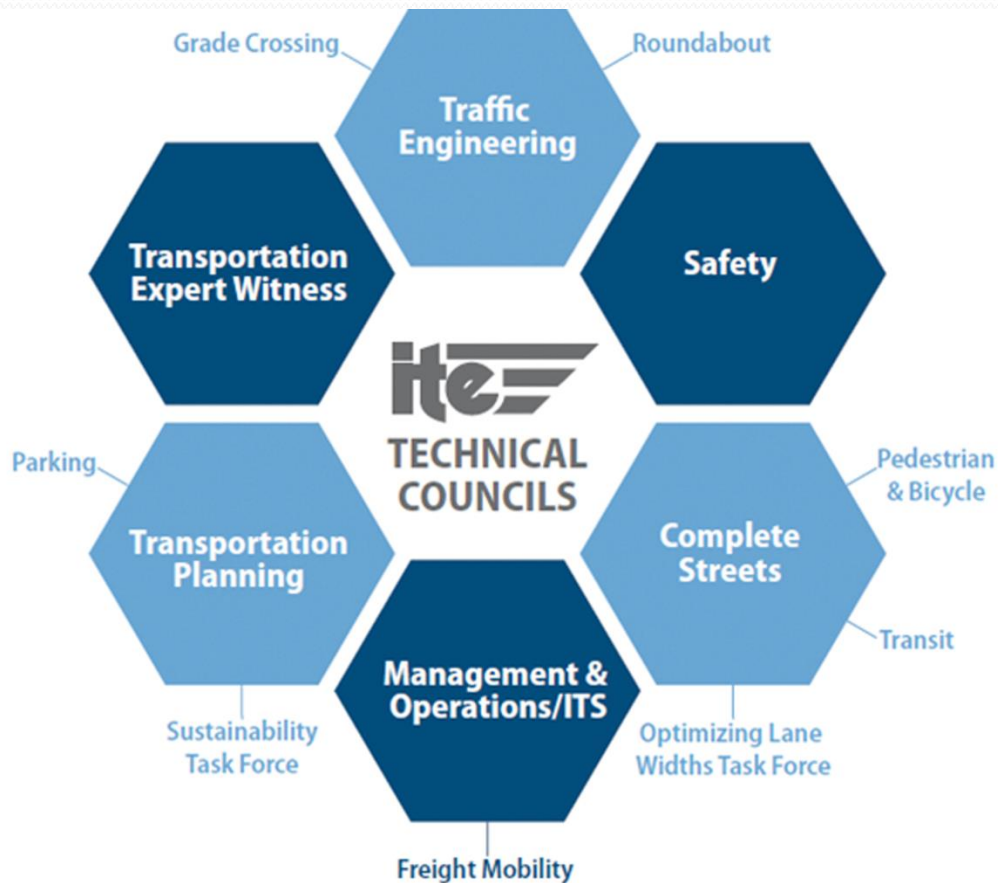 Grade Crossing
Roundabout
Traffic
Engineering
Transportation
Expert Witness
Safety
ite
TECHNICAL
COUNCILS
Parking
Pedestrian
& Bicycle
Transportation
Planning
Complete
Streets
Transit
Management &
Operations/ITS
Sustainability
Task Force
Optimizing Lane
Widths Task Force
Freight Mobility